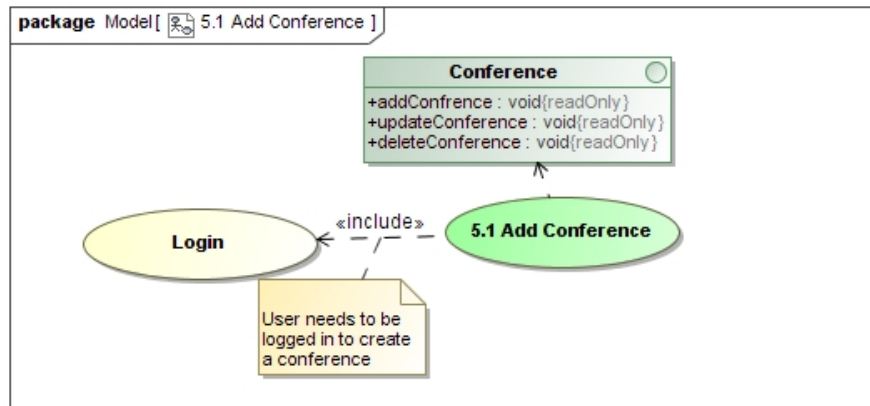 package Model[ 5.1 Add Conference ]
Conference
+addConfrence : void{readOnly}
+updateConference : void{readOnly}
+deleteConference : void{readOnly}
«include»
Login
5.1 Add Conference
User needs to be
logged in to create
a conference